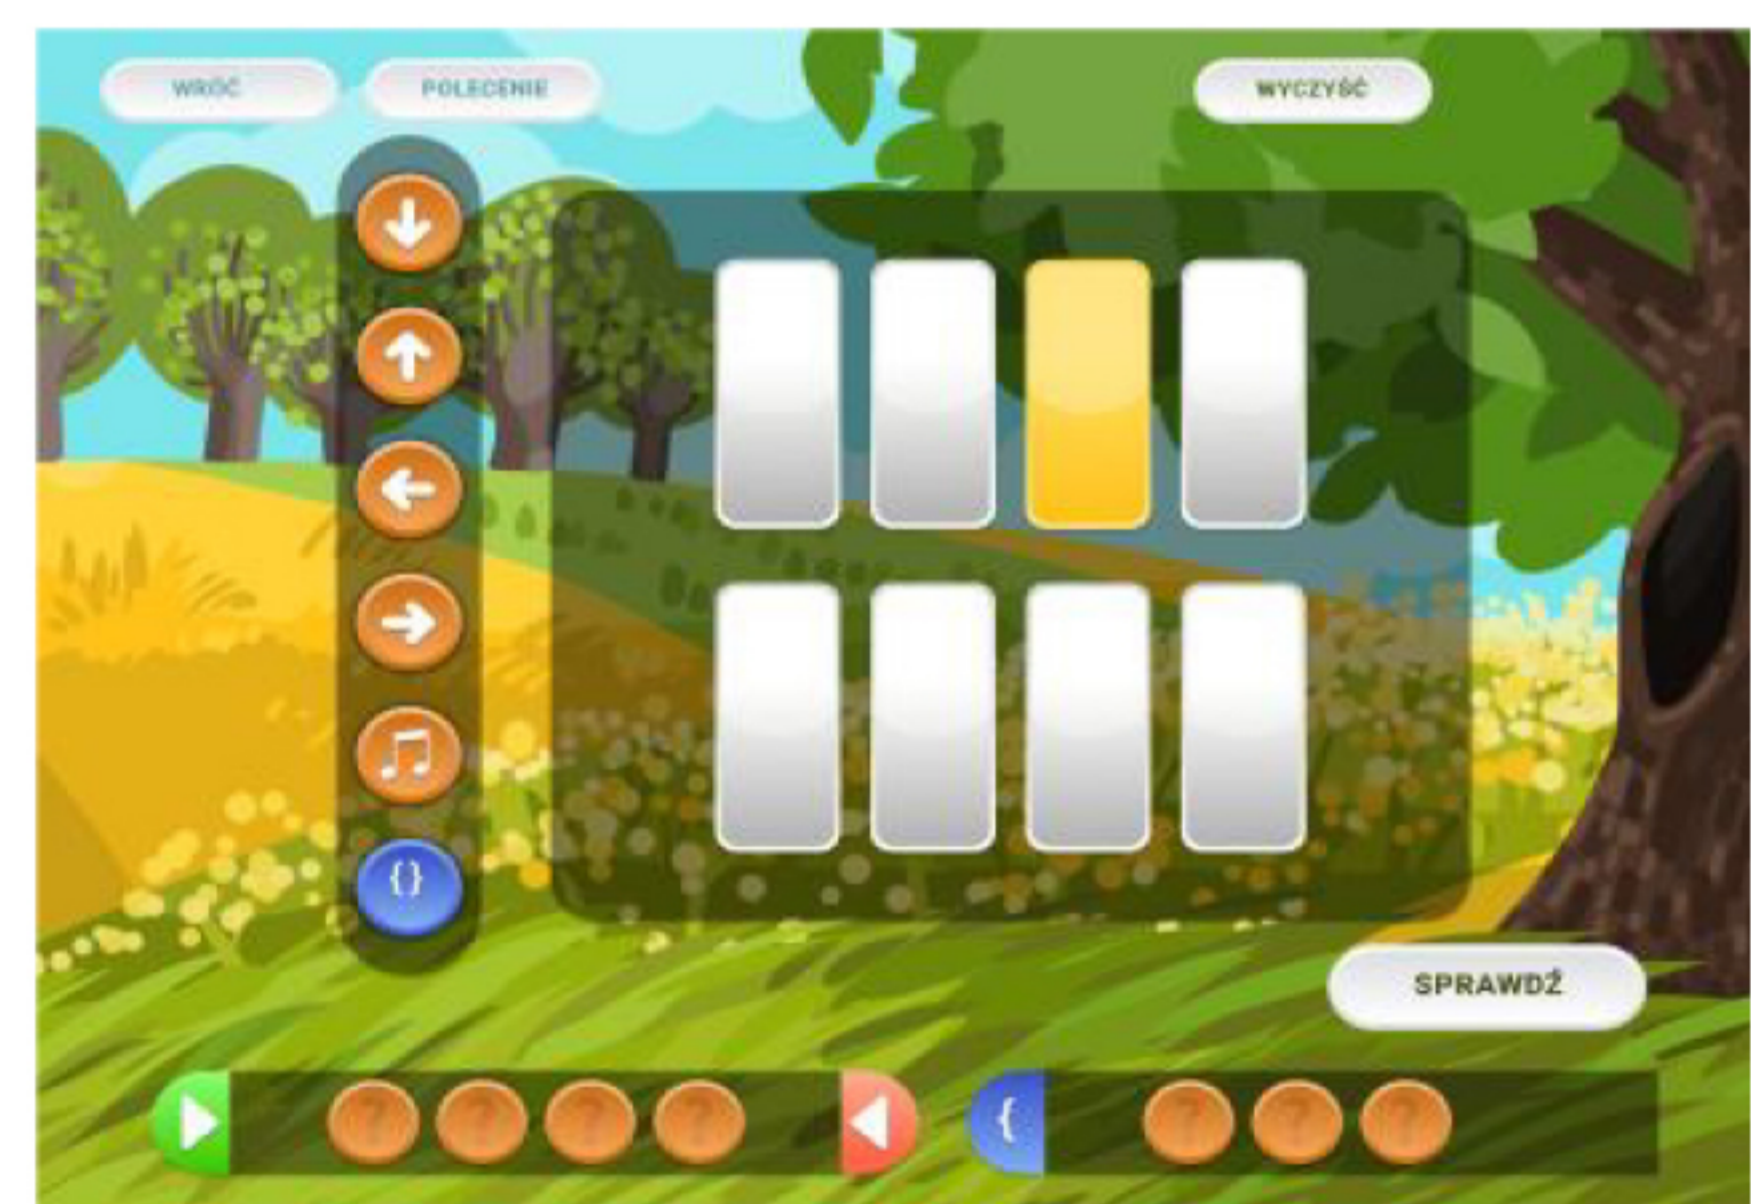 WRÓĆ
POLECENIE
WYCZYŚĆ
{}
SPRAWDŹ
? ? ? ?
{
? ? ?